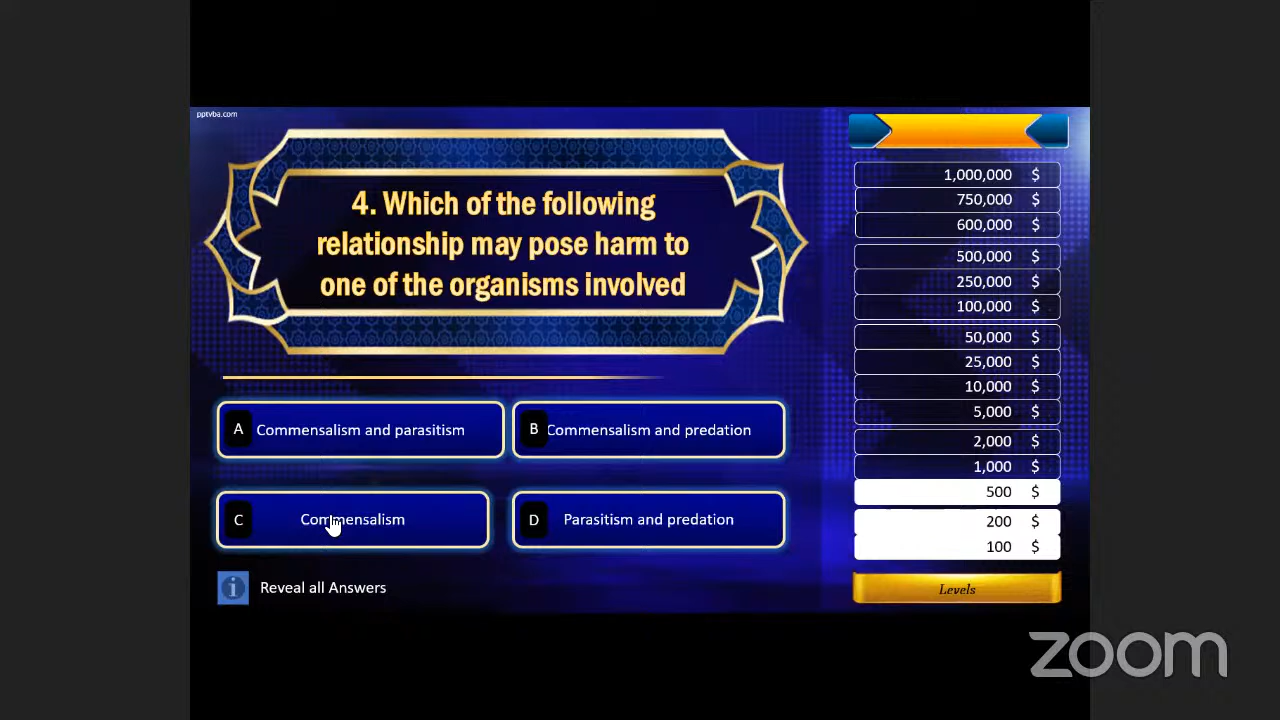 pptvba.com
4. Which of the following
relationship may pose harm to
one of the organisms involved
A Commensalism and parasitism
B Commensalism and predation
C Commensalism
D Parasitism and predation
Reveal all Answers
1,000,000 $
750,000 $
600,000 $
500,000 $
250,000 $
100,000 $
50,000 $
25,000 $
10,000 $
5,000 $
2,000 $
1,000 $
500 $
200 $
100 $
Levels
zoom